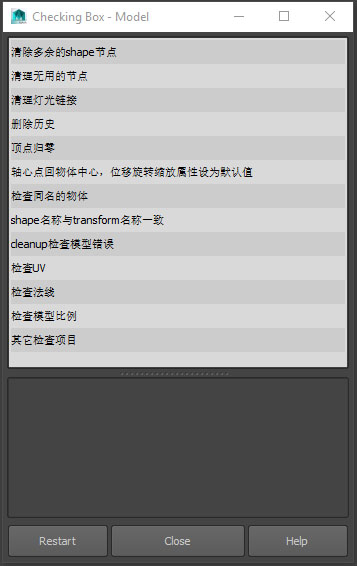 Checking Box - Model
清除多余的shape节点
清理无用的节点
清理灯光链接
删除历史
顶点归零
轴心点回物体中心，位移旋转缩放属性设为默认值
检查同名的物体
shape名称与transform名称一致
cleanup检查模型错误
检查UV
检查法线
检查模型比例
其它检查项目
Restart
Close
Help